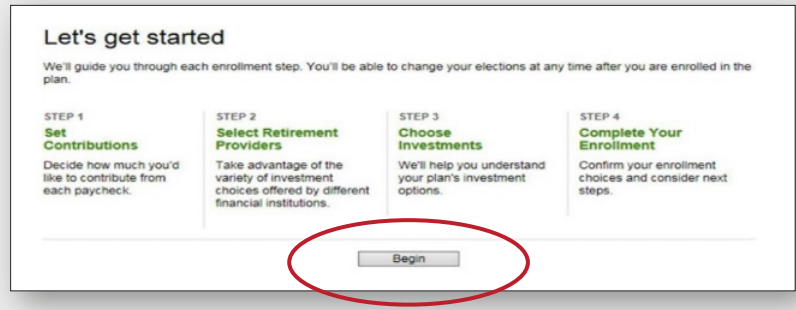 Let's get started
We'll guide you through each enrollment step. You'll be able to change your elections at any time after you are enrolled in the
plan.
STEP 1
Set
Contributions
Decide how much you'd
like to contribute from
each paycheck.
STEP 2
Select Retirement
Providers
Take advantage of the
variety of investment
choices offered by different
financial institutions.
STEP 3
Choose
Investments
We'll help you understand
your plan's investment
options.
STEP 4
Complete Your
Enrollment
Confirm your enrollment
choices and consider next
steps.
Begin